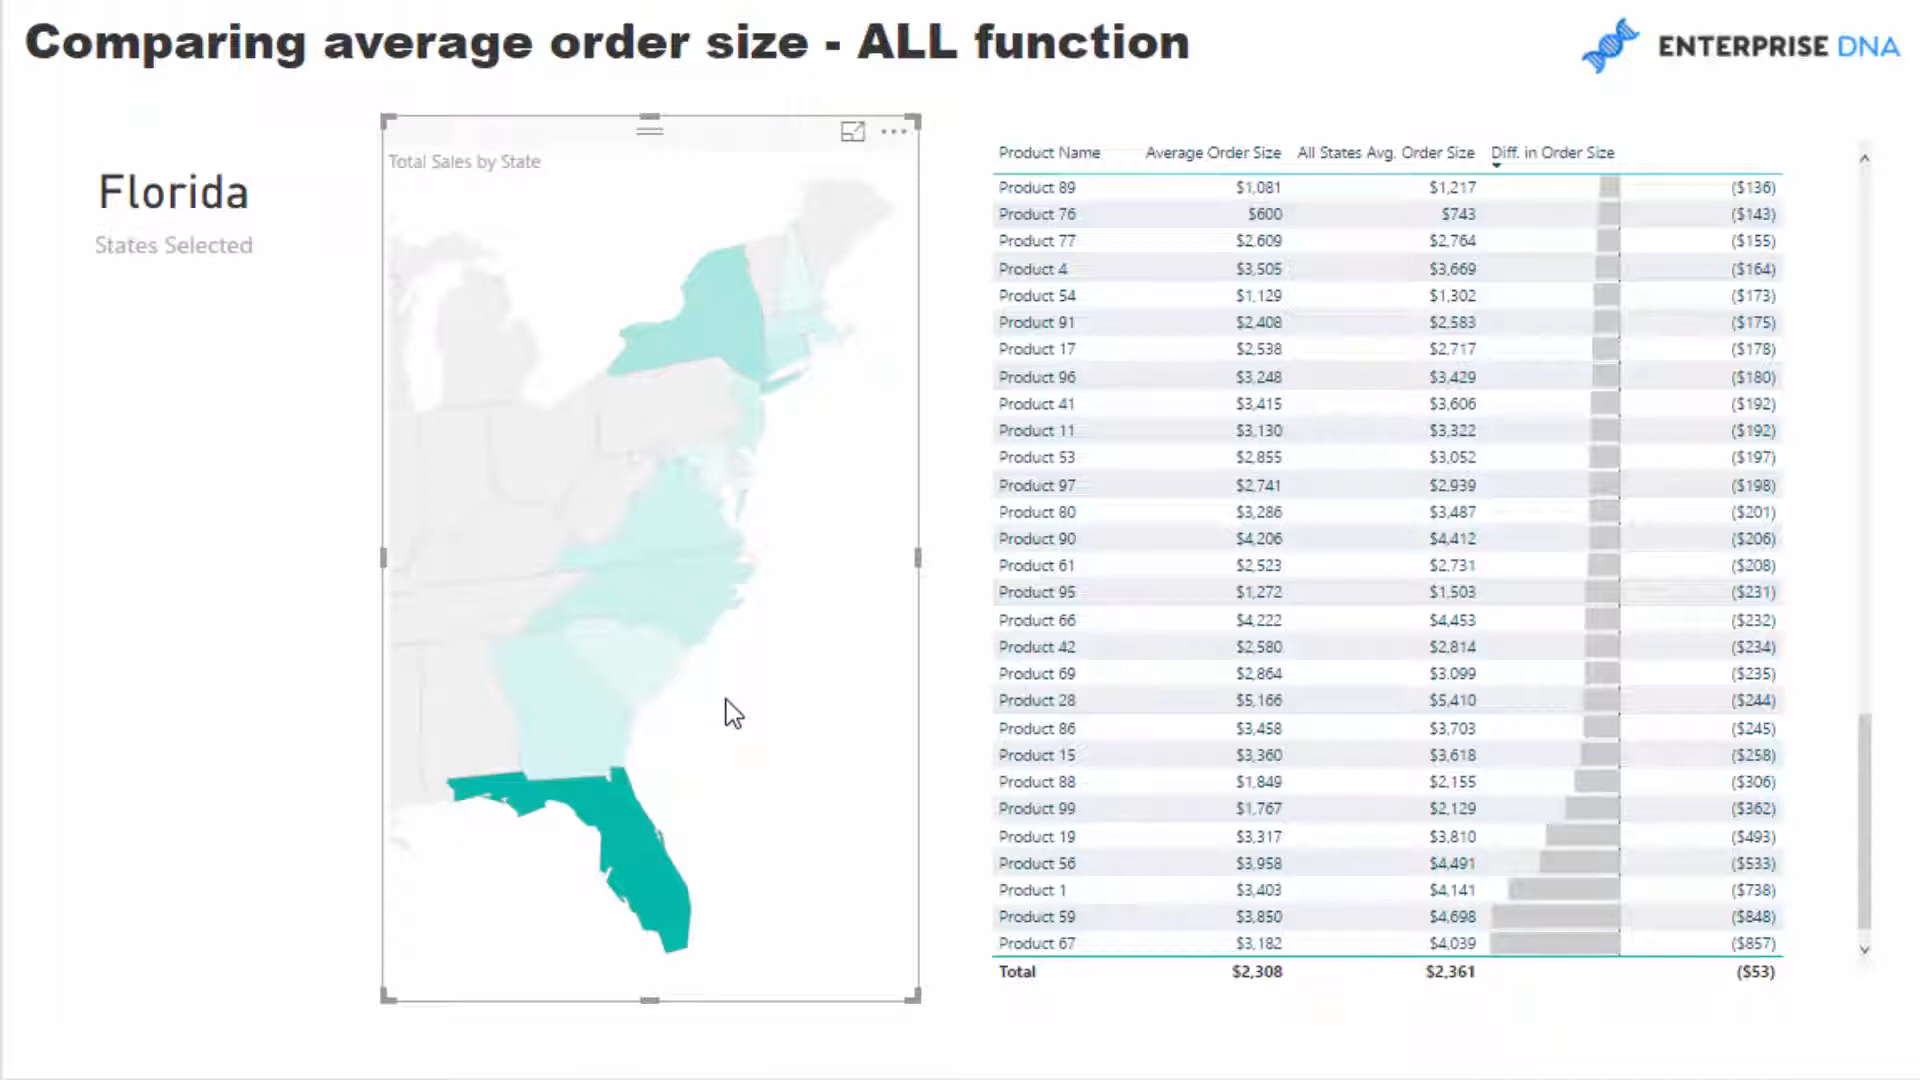 Comparing average order size - ALL function
ENTERPRISE DNA
Florida
States Selected
Total Sales by State
Product Name Average Order Size All States Avg. Order Size Diff. in Order Size
Product 89 $1,081 $1,217 ($136)
Product 76 $600 $743 ($143)
Product 77 $2,609 $2,764 ($155)
Product 4 $3,505 $3,669 ($164)
Product 54 $1,129 $1,302 ($173)
Product 91 $2,408 $2,583 ($175)
Product 17 $2,538 $2,717 ($178)
Product 96 $3,248 $3,429 ($180)
Product 41 $3,415 $3,606 ($192)
Product 11 $3,130 $3,322 ($192)
Product 53 $2,855 $3,052 ($197)
Product 97 $2,741 $2,939 ($198)
Product 80 $3,286 $3,487 ($201)
Product 90 $4,206 $4,412 ($206)
Product 61 $2,523 $2,731 ($208)
Product 95 $1,272 $1,503 ($231)
Product 66 $4,222 $4,453 ($232)
Product 42 $2,580 $2,814 ($234)
Product 69 $2,864 $3,099 ($235)
Product 28 $5,166 $5,410 ($244)
Product 86 $3,458 $3,703 ($245)
Product 15 $3,360 $3,618 ($258)
Product 88 $1,849 $2,155 ($306)
Product 99 $1,767 $2,129 ($362)
Product 19 $3,317 $3,810 ($493)
Product 56 $3,958 $4,491 ($533)
Product 1 $3,403 $4,141 ($738)
Product 59 $3,850 $4,698 ($848)
Product 67 $3,182 $4,039 ($857)
Total $2,308 $2,361 ($53)